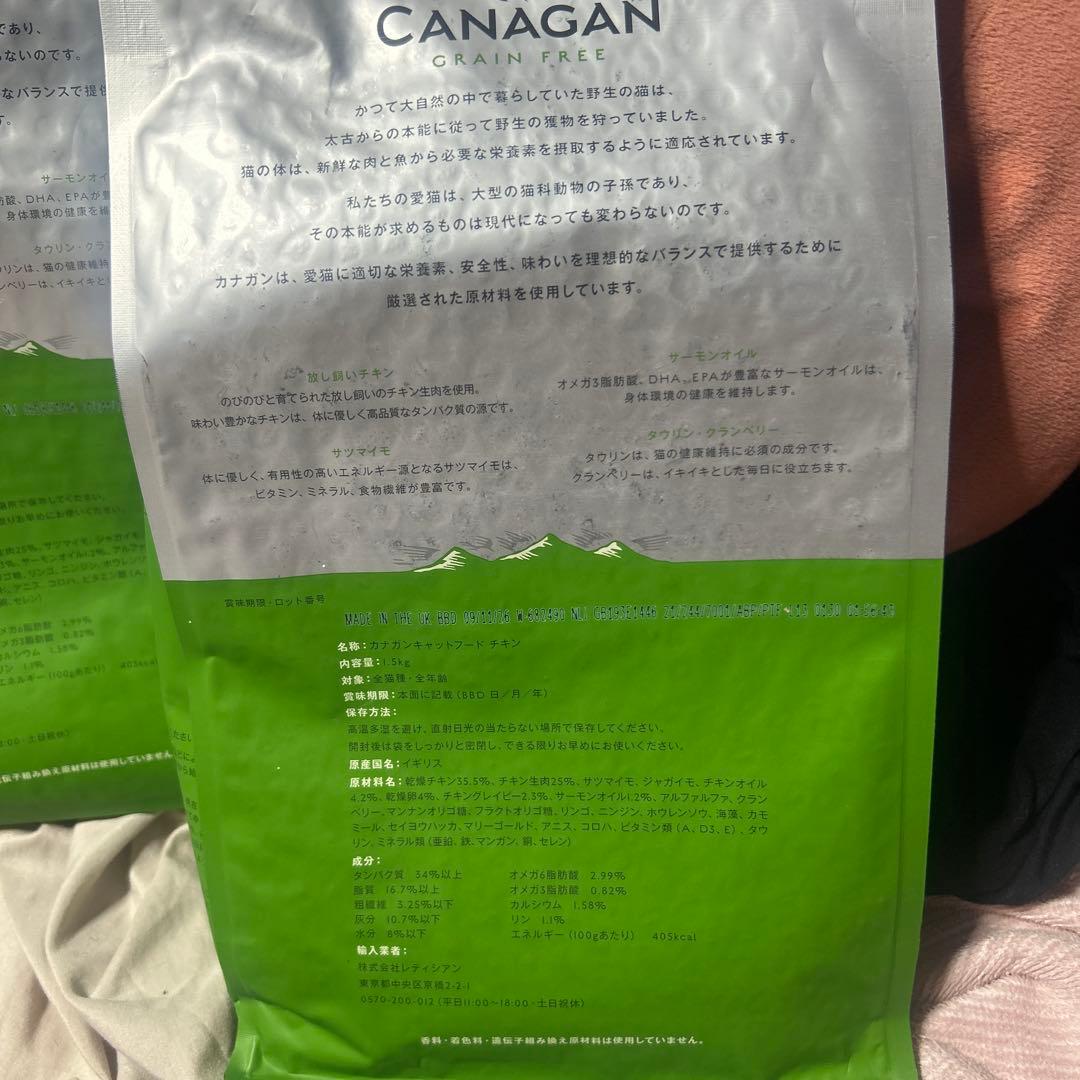 CANAGAN
GRAIN FREE
かつて大自然の中で暮らしていた野生の猫は、
太古からの本能に従って野生の獲物を狩っていました。
猫の体は、新鮮な肉と魚から必要な栄養素を摂取するように適応されています。
私たちの愛猫は、大型の猫科動物の子孫であり、
その本能が求めるものは現代になっても変わらないのです。
カナガンは、愛猫に適切な栄養素、安全性、味わいを理想的なバランスで提供するために
厳選された原材料を使用しています。
放し飼いチキン
のびのびと育てられた放し飼いのチキン生肉を使用。
味わい豊かなチキンは、体に優しく高品質なタンパク質の源です。
サーモンオイル
オメガ3脂肪酸、DHA、EPAが豊富なサーモンオイルは、
身体環境の健康を維持します。
サツマイモ
体に優しく、有用性の高いエネルギー源となるサツマイモは、
ビタミン、ミネラル、食物繊維が豊富です。
タウリン・クランベリー
タウリンは、猫の健康維持に必須の成分です。
クランベリーは、イキイキとした毎日に役立ちます。
賞味期限・ロット番号
MADE IN THE UK BBD 09/11/26
名称：カナガンキャットフード チキン
内容量：1.5kg
対象：全猫種・全年齢
賞味期限：本面に記載（BBD 日／月／年）
保存方法：
高温多湿を避け、直射日光の当たらない場所で保存してください。
開封後は袋をしっかりと密閉し、できる限りお早めにお使いください。
原産国名：イギリス
原材料名：乾燥チキン35.5%、チキン生肉25%、サツマイモ、ジャガイモ、チキンオイル
4.2%、乾燥卵4%、チキングレイビー2.3%、サーモンオイル1.2%、アルファルファ、クラン
ベリー、マンナンオリゴ糖、フラクトオリゴ糖、リンゴ、ニンジン、ホウレンソウ、海藻、カモ
ミール、セイヨウハッカ、マリーゴールド、アニス、コロハ、ビタミン類（A、D3、E）、タウ
リン、ミネラル類（亜鉛、鉄、マンガン、銅、セレン）
成分：
タンパク質 34%以上 オメガ6脂肪酸 2.99%
脂質 16.7%以上 オメガ3脂肪酸 0.82%
粗繊維 3.25%以下 カルシウム 1.58%
灰分 10.7%以下 リン 1.1%
水分 8%以下 エネルギー（100gあたり） 405kcal
輸入業者：
株式会社レティシアン
東京都中央区京橋2-2-1
0570-200-012（平日11:00～18:00・土日祝休）
香料・着色料・遺伝子組み換え原材料は使用していません。